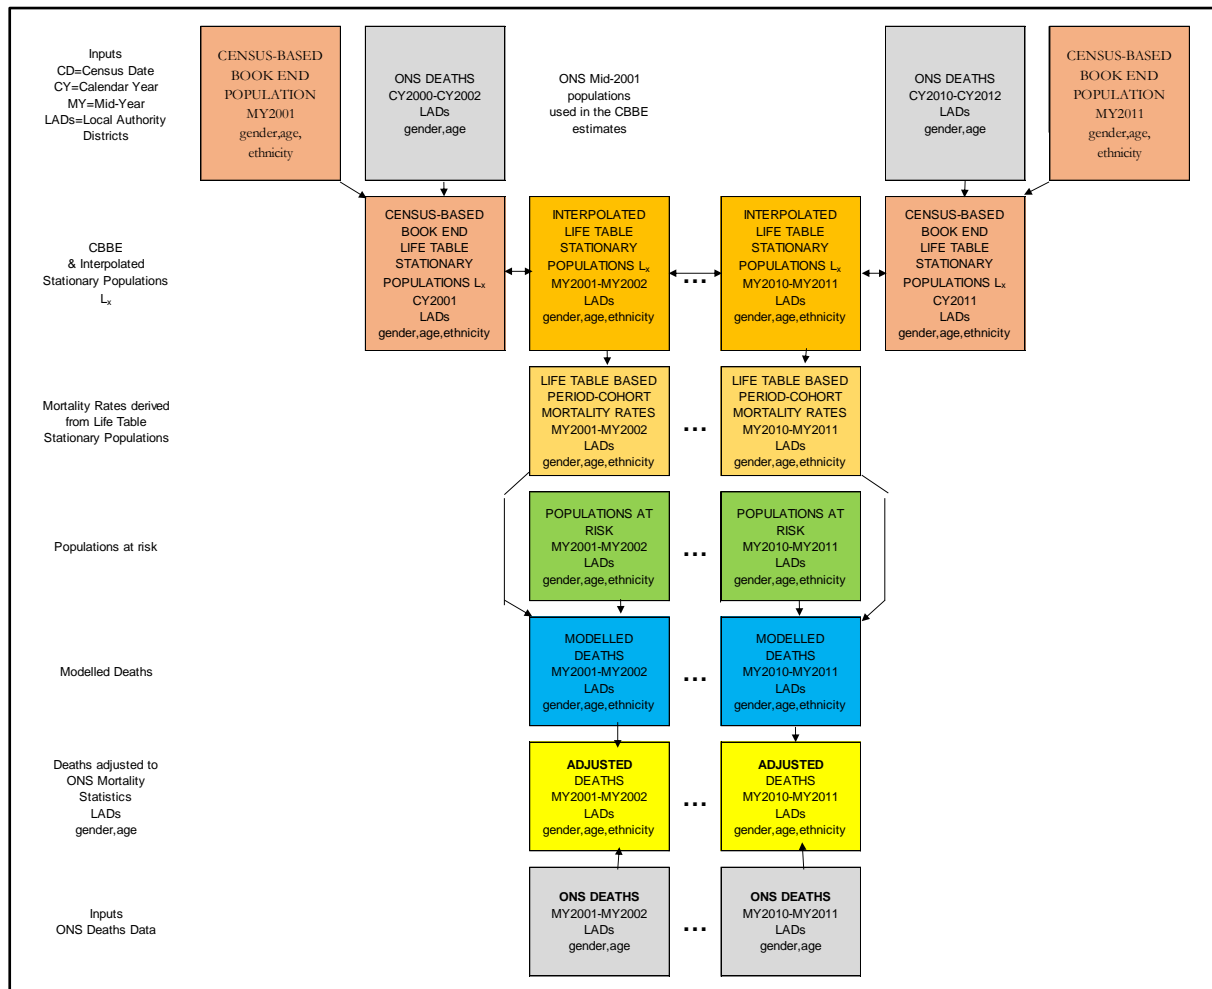 Inputs
CD=Census Date
CY=Calendar Year
MY=Mid-Year
LADs=Local Authority
Districts
CENSUS-BASED
BOOK END
POPULATION
MY2001
gender,age,
ethnicity
ONS DEATHS
CY2000-CY2002
LADs
gender,age
ONS Mid-2001
populations
used in the CBBE
estimates
ONS DEATHS
CY2010-CY2012
LADs
gender,age
CENSUS-BASED
BOOK END
POPULATION
MY2011
gender,age,
ethnicity
CBBE
& Interpolated
Stationary Populations
Lₓ
CENSUS-BASED
BOOK END
LIFE TABLE
STATIONARY
POPULATIONS Lₓ
CY2001
LADs
gender,age,ethnicity
INTERPOLATED
LIFE TABLE
STATIONARY
POPULATIONS Lₓ
MY2001-MY2002
LADs
gender,age,ethnicity
...
INTERPOLATED
LIFE TABLE
STATIONARY
POPULATIONS Lₓ
MY2010-MY2011
LADs
gender,age,ethnicity
CENSUS-BASED
BOOK END
LIFE TABLE
STATIONARY
POPULATIONS Lₓ
CY2011
LADs
gender,age,ethnicity
Mortality Rates derived
from Life Table
Stationary Populations
LIFE TABLE BASED
PERIOD-COHORT
MORTALITY RATES
MY2001-MY2002
LADs
gender,age,ethnicity
...
LIFE TABLE BASED
PERIOD-COHORT
MORTALITY RATES
MY2010-MY2011
LADs
gender,age,ethnicity
Populations at risk
POPULATIONS AT
RISK
MY2001-MY2002
LADs
gender,age,ethnicity
...
POPULATIONS AT
RISK
MY2010-MY2011
LADs
gender,age,ethnicity
Modelled Deaths
MODELLED
DEATHS
MY2001-MY2002
LADs
gender,age,ethnicity
...
MODELLED
DEATHS
MY2010-MY2011
LADs
gender,age,ethnicity
Deaths adjusted to
ONS Mortality
Statistics
LADs
gender,age
ADJUSTED
DEATHS
MY2001-MY2002
LADs
gender,age,ethnicity
...
ADJUSTED
DEATHS
MY2010-MY2011
LADs
gender,age,ethnicity
Inputs
ONS Deaths Data
ONS DEATHS
MY2001-MY2002
LADs
gender,age
...
ONS DEATHS
MY2010-MY2011
LADs
gender,age